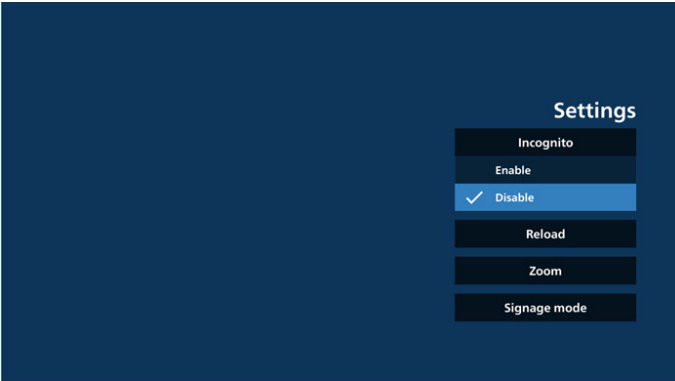 Settings
Incognito
Enable
Disable
Reload
Zoom
Signage mode